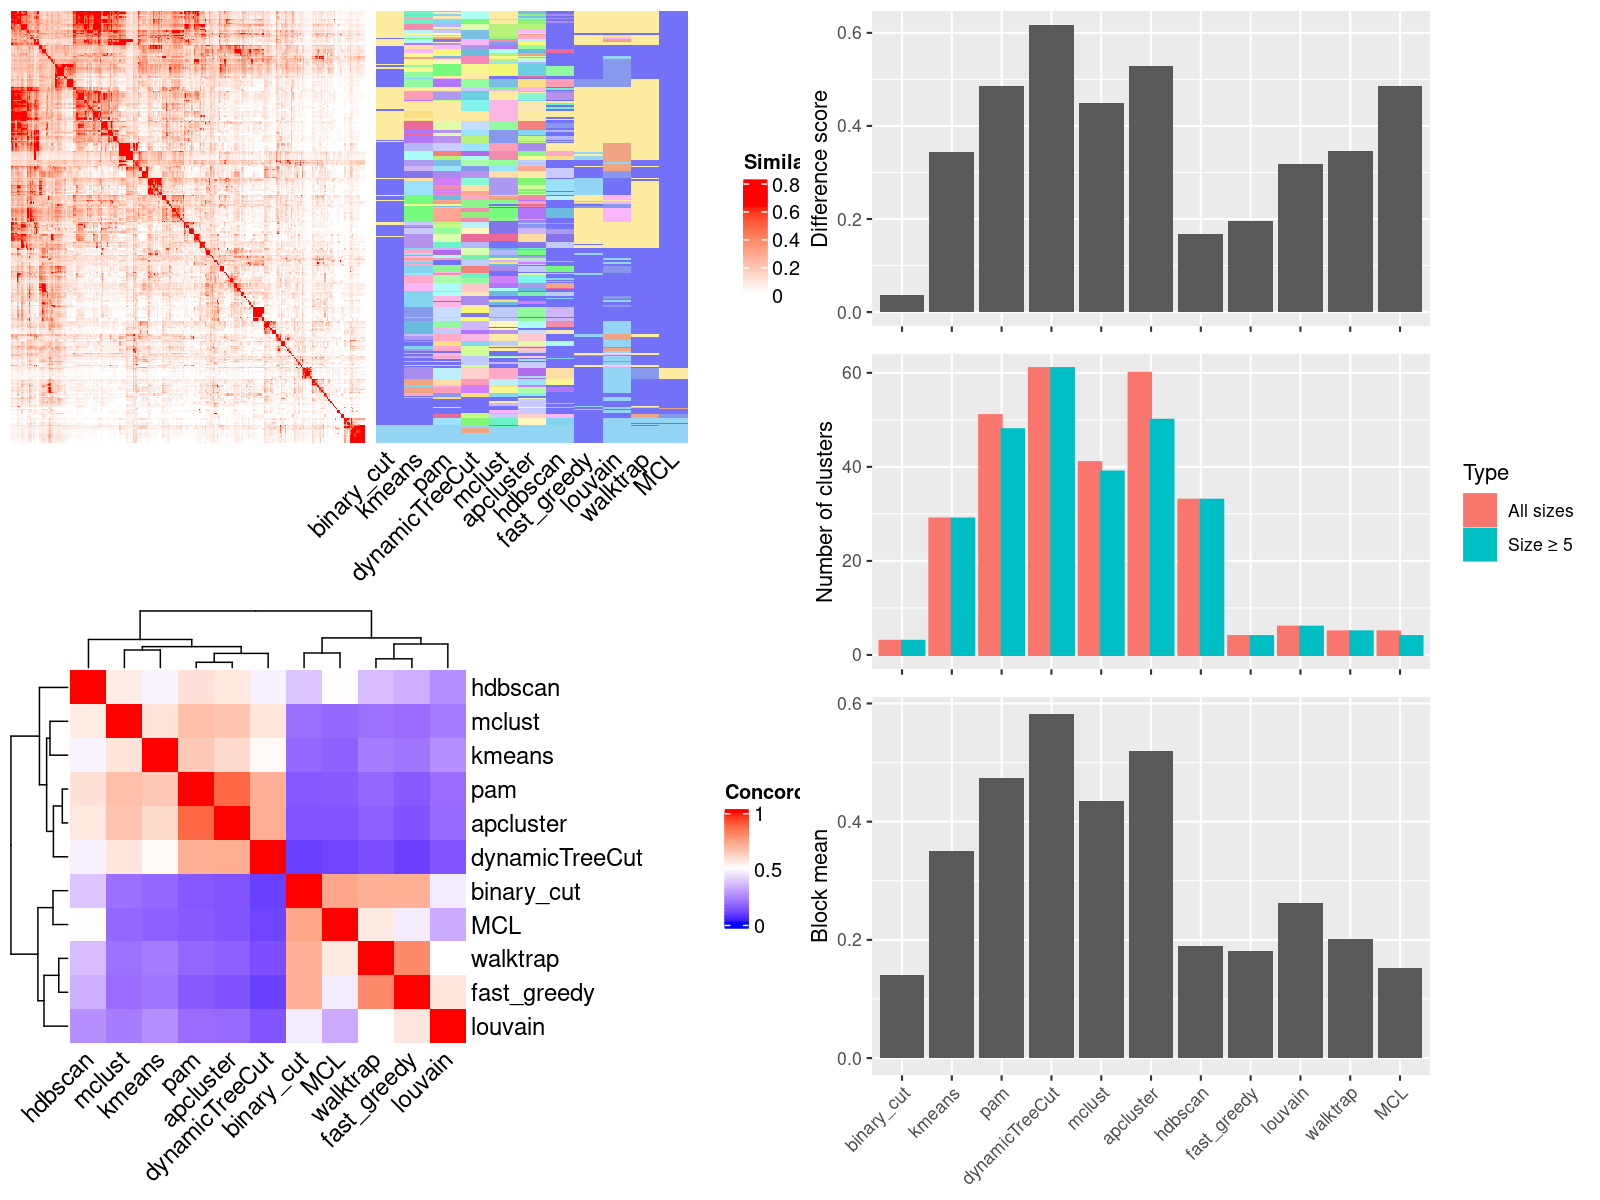 Simila
0.8
0.6
0.4
0.2
0
binary_cut
kmeans
pam
dynamicTreeCut
mclust
apcluster
hdbscan
fast_greedy
louvain
walktrap
MCL
hdbscan
mclust
kmeans
pam
apcluster
dynamicTreeCut
binary_cut
MCL
walktrap
fast_greedy
louvain
hdbscan
mclust
kmeans
pam
apcluster
dynamicTreeCut
binary_cut
MCL
walktrap
fast_greedy
louvain
Concord
1
0.5
0
Difference score
0.6
0.4
0.2
0.0
Number of clusters
60
40
20
0
Type
All sizes
Size ≥ 5
Block mean
0.6
0.4
0.2
0.0
binary_cut
kmeans
pam
dynamicTreeCut
mclust
apcluster
hdbscan
fast_greedy
louvain
walktrap
MCL